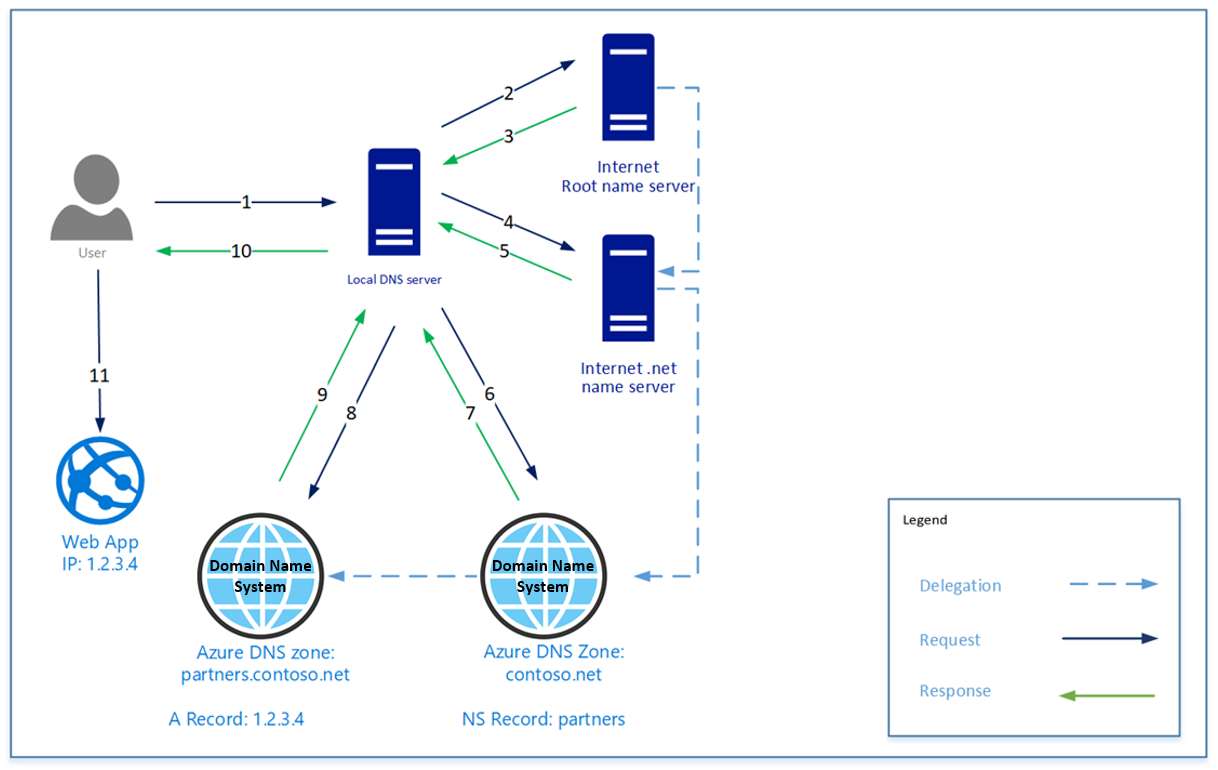 2
3
Internet
Root name server
1
4
5
10
User
Local DNS server
Internet .net
name server
11
9
8
6
7
Web App
IP: 1.2.3.4
Domain Name
System
Domain Name
System
Azure DNS zone:
partners.contoso.net
A Record: 1.2.3.4
Azure DNS Zone:
contoso.net
NS Record: partners
Legend
Delegation
Request
Response